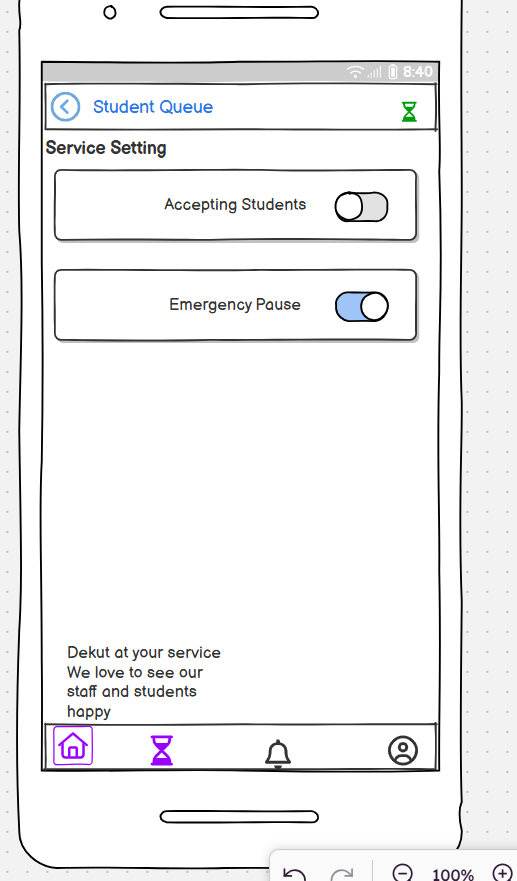 8:40
Student Queue
Service Setting
Accepting Students
Emergency Pause
Dekut at your service
We love to see our
staff and students
happy
100%